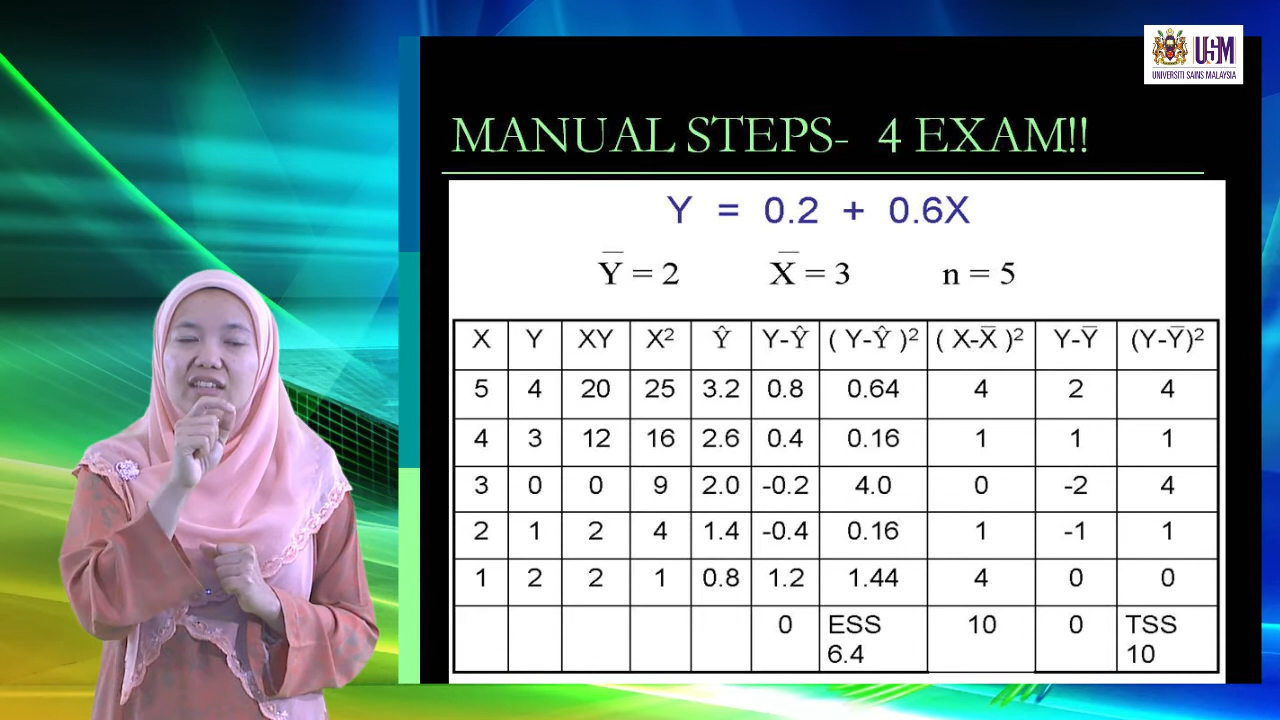 USM
UNIVERSITI SAINS MALAYSIA
MANUAL STEPS- 4 EXAM!!
Y = 0.2 + 0.6X
Y̅ = 2 X̅ = 3 n = 5
X Y XY X² Ŷ Y-Ŷ ( Y-Ŷ )² ( X-X̅ )² Y-Y̅ (Y-Y̅)²
5 4 20 25 3.2 0.8 0.64 4 2 4
4 3 12 16 2.6 0.4 0.16 1 1 1
3 0 0 9 2.0 -0.2 4.0 0 -2 4
2 1 2 4 1.4 -0.4 0.16 1 -1 1
1 2 2 1 0.8 1.2 1.44 4 0 0
0 ESS 10 0 TSS
6.4 10